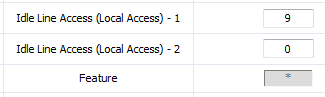 Idle Line Access (Local Access) - 1 9
Idle Line Access (Local Access) - 2 0
Feature *